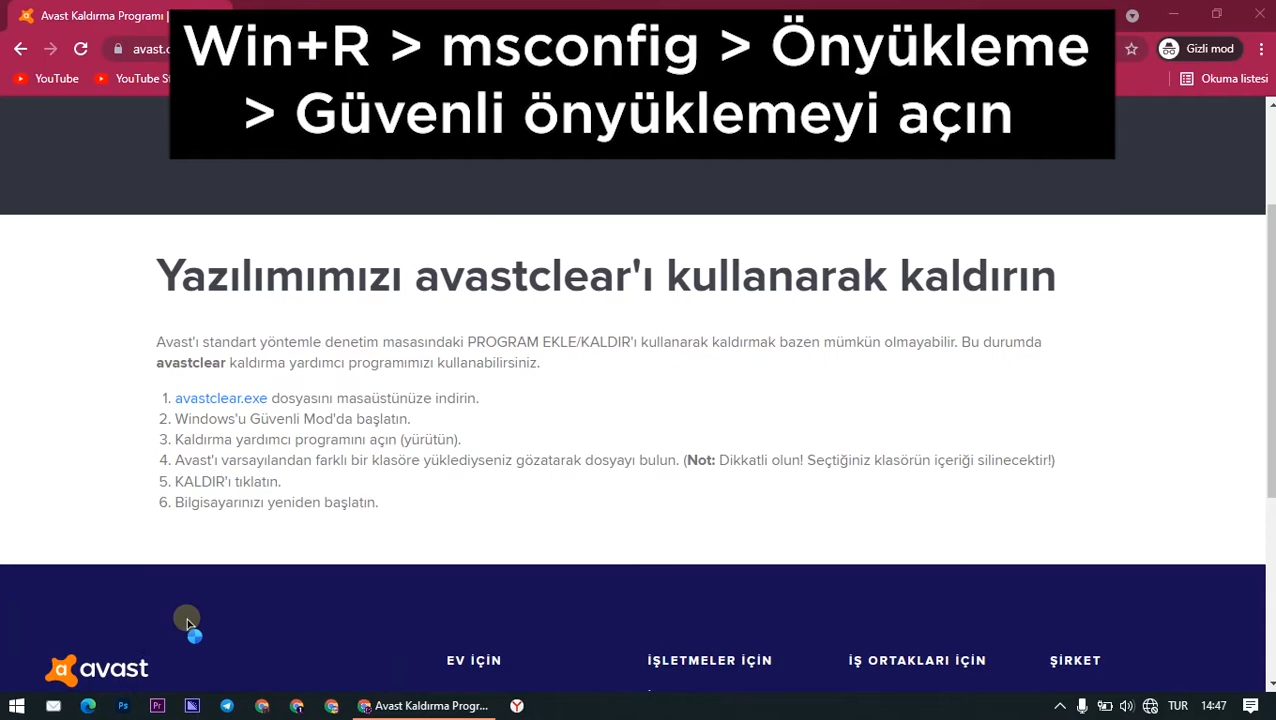 Avast Kaldırma Programı |
Win+R > msconfig > Önyükleme
> Güvenli önyüklemeyi açın
avast.c
Gizli mod
YouTube
YouTube St
Okuma listesi
Yazılımımızı avastclear'ı kullanarak kaldırın
Avast'ı standart yöntemle denetim masasındaki PROGRAM EKLE/KALDIR'ı kullanarak kaldırmak bazen mümkün olmayabilir. Bu durumda
avastclear kaldırma yardımcı programımızı kullanabilirsiniz.
1. avastclear.exe dosyasını masaüstünüze indirin.
2. Windows'u Güvenli Mod'da başlatın.
3. Kaldırma yardımcı programını açın (yürütün).
4. Avast'ı varsayılandan farklı bir klasöre yüklediyseniz gözatarak dosyayı bulun. (Not: Dikkatli olun! Seçtiğiniz klasörün içeriği silinecektir!)
5. KALDIR'ı tıklatın.
6. Bilgisayarınızı yeniden başlatın.
a avast
EV İÇİN
İŞLETMELER İÇİN
İŞ ORTAKLARI İÇİN
ŞİRKET
Ps
Pr
Avast Kaldırma Progr...
Y
TUR
14:47